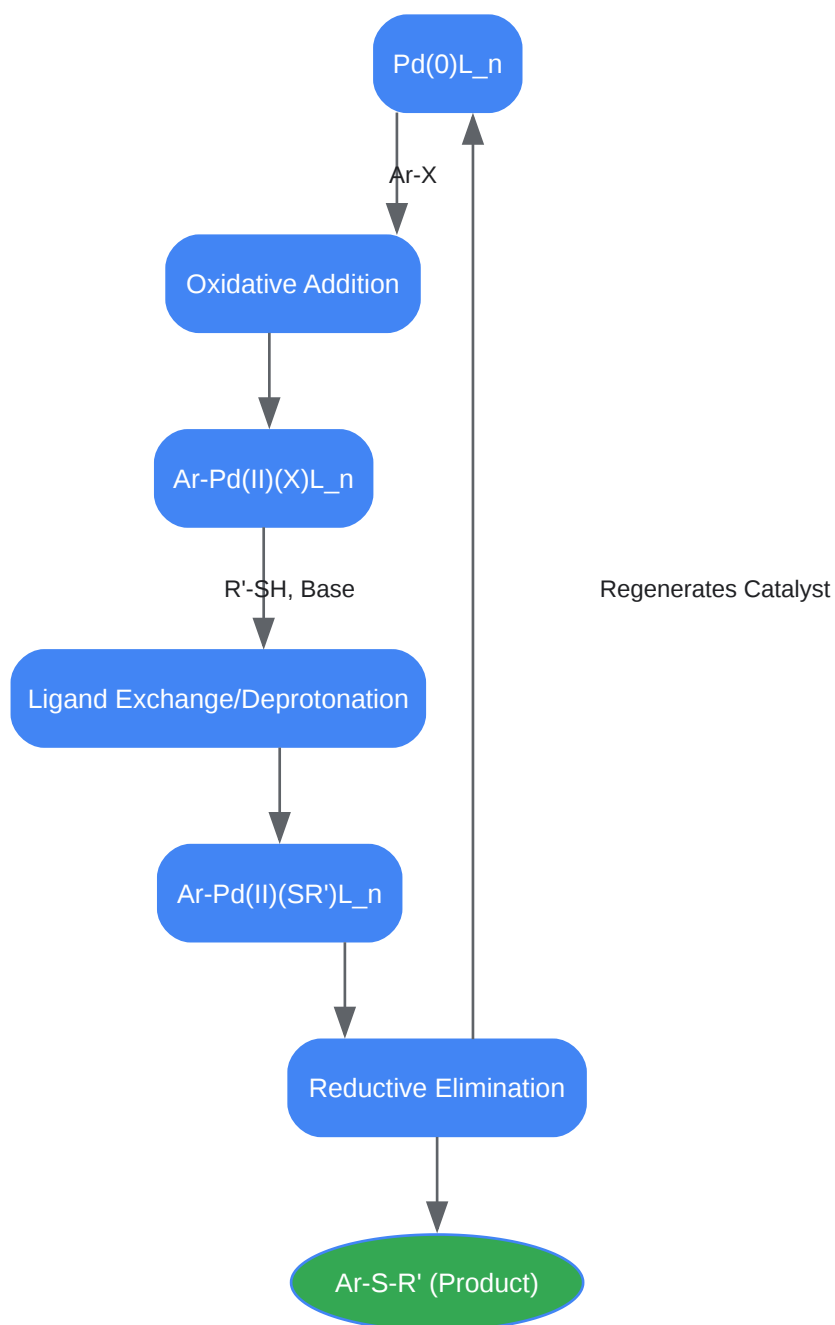 Pd(0)L_n
Ar-X
Oxidative Addition
Ar-Pd(II)(X)L_n
R'-SH, Base
Regenerates Catalyst
Ligand Exchange/Deprotonation
Ar-Pd(II)(SR')L_n
Reductive Elimination
Ar-S-R' (Product)